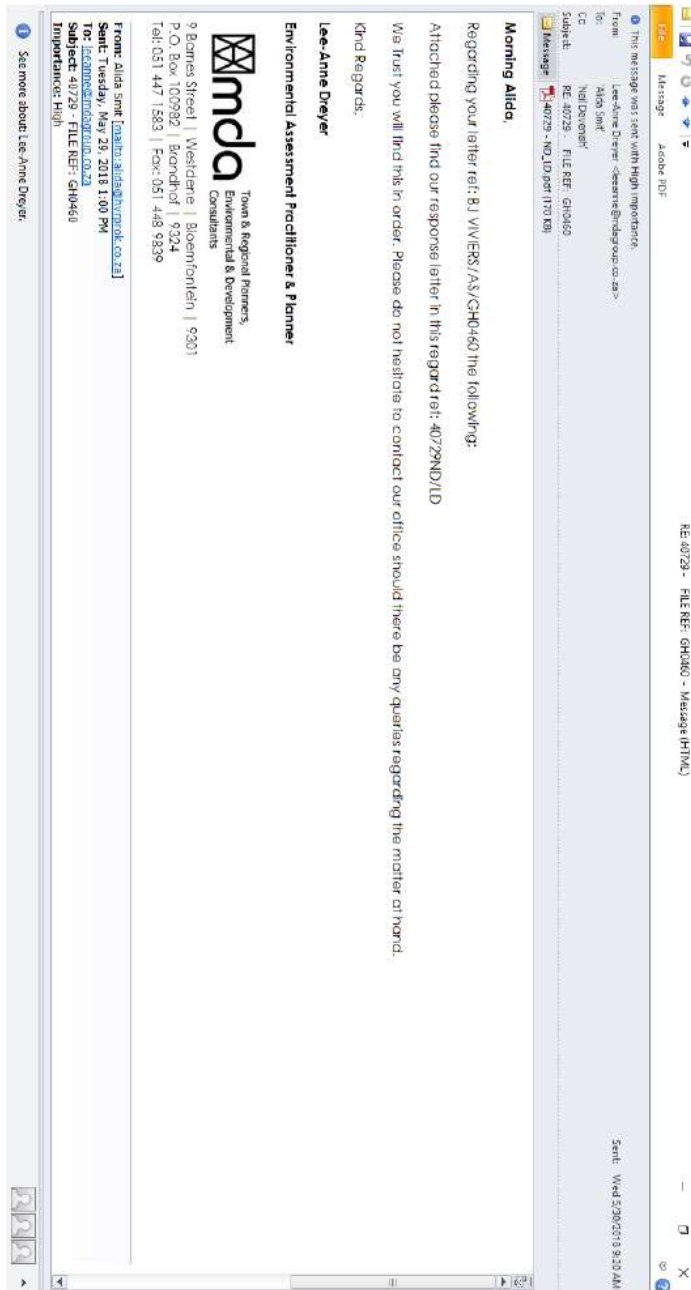 RE: 40729 - FILE REF: GH0460 - Message (HTML)
File Message Adobe PDF
This message was sent with High importance.
From: Lee-Anne Dreyer <leeanne@mdagroup.co.za>
Sent: Wed 5/30/2018 9:20 AM
To: 'Alida Smit'
Cc
Subject: RE: 40729 - FILE REF: GH0460
Message 40729 - ND_LD.pdf (170 KB)
Morning Alida,
Regarding your letter ref: BJ VIVIERS/AS/GH0460 the following:
Attached please find our response letter in this regard ref: 40729ND/LD
We Trust you will find this in order. Please do not hesitate to contact our office should there be any queries regarding the matter at hand.
Kind Regards,
Lee-Anne Dreyer
Environmental Assessment Practitioner & Planner
mda
Town & Regional Planners,
Environmental & Development
Consultants
9 Barnes Street | Westdene | Bloemfontein | 9301
P.O. Box 100982 | Brandhof | 9324
Tel: 051 447 1583 | Fax: 051 448 9839
From: Alida Smit [mailto:alida@hvrprok.co.za]
Sent: Tuesday, May 29, 2018 1:00 PM
To: leeanne@mdagroup.co.za
Subject: 40729 - FILE REF: GH0460
Importance: High
See more about: Lee-Anne Dreyer.